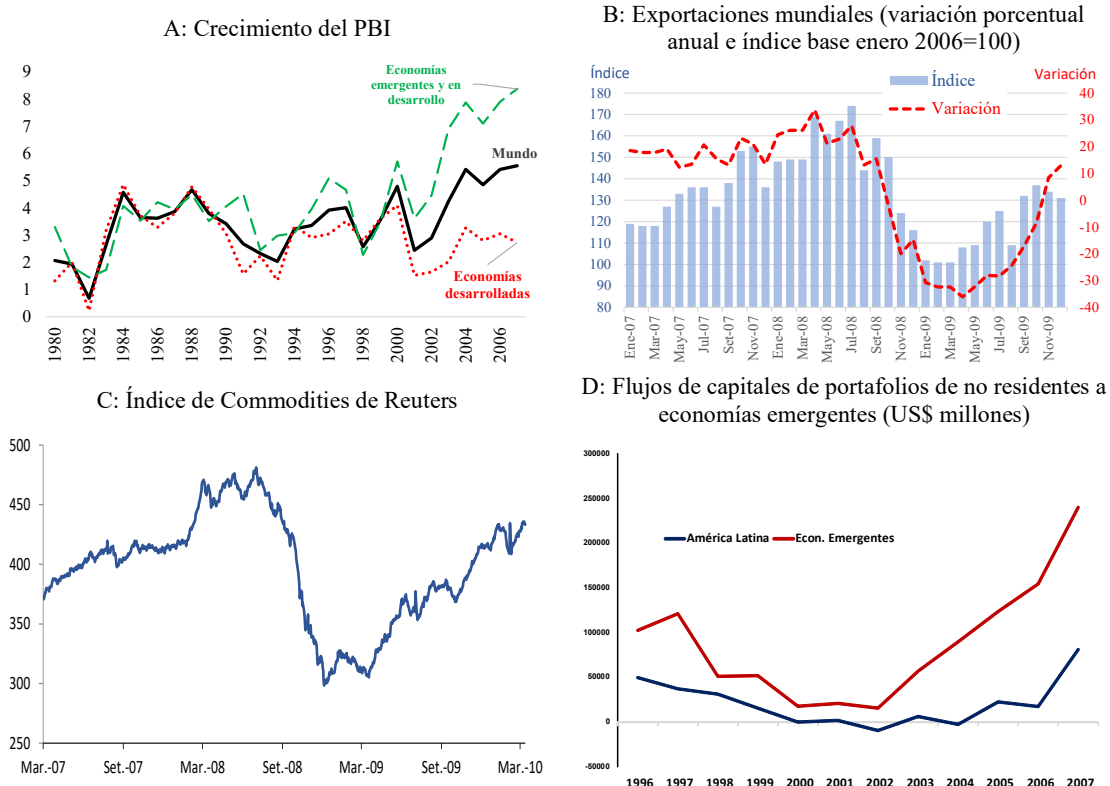 A: Crecimiento del PBI
9
8
7
6
5
4
3
2
1
0
Economías
emergentes y en
desarrollo
Mundo
Economías
desarrolladas
1980
1982
1984
1986
1988
1990
1992
1994
1996
1998
2000
2002
2004
2006
B: Exportaciones mundiales (variación porcentual
anual e índice base enero 2006=100)
Índice
Variación
180
170
160
150
140
130
120
110
100
90
80
40
30
20
10
0
-10
-20
-30
-40
Índice
Variación
Ene-07
Mar-07
May-07
Jul-07
Set-07
Nov-07
Ene-08
Mar-08
May-08
Jul-08
Set-08
Nov-08
Ene-09
Mar-09
May-09
Jul-09
Set-09
Nov-09
C: Índice de Commodities de Reuters
500
450
400
350
300
250
Mar.-07
Set.-07
Mar.-08
Set.-08
Mar.-09
Set.-09
Mar.-10
D: Flujos de capitales de portafolios de no residentes a
economías emergentes (US$ millones)
300000
250000
200000
150000
100000
50000
0
-50000
América Latina
Econ. Emergentes
1996
1997
1998
1999
2000
2001
2002
2003
2004
2005
2006
2007